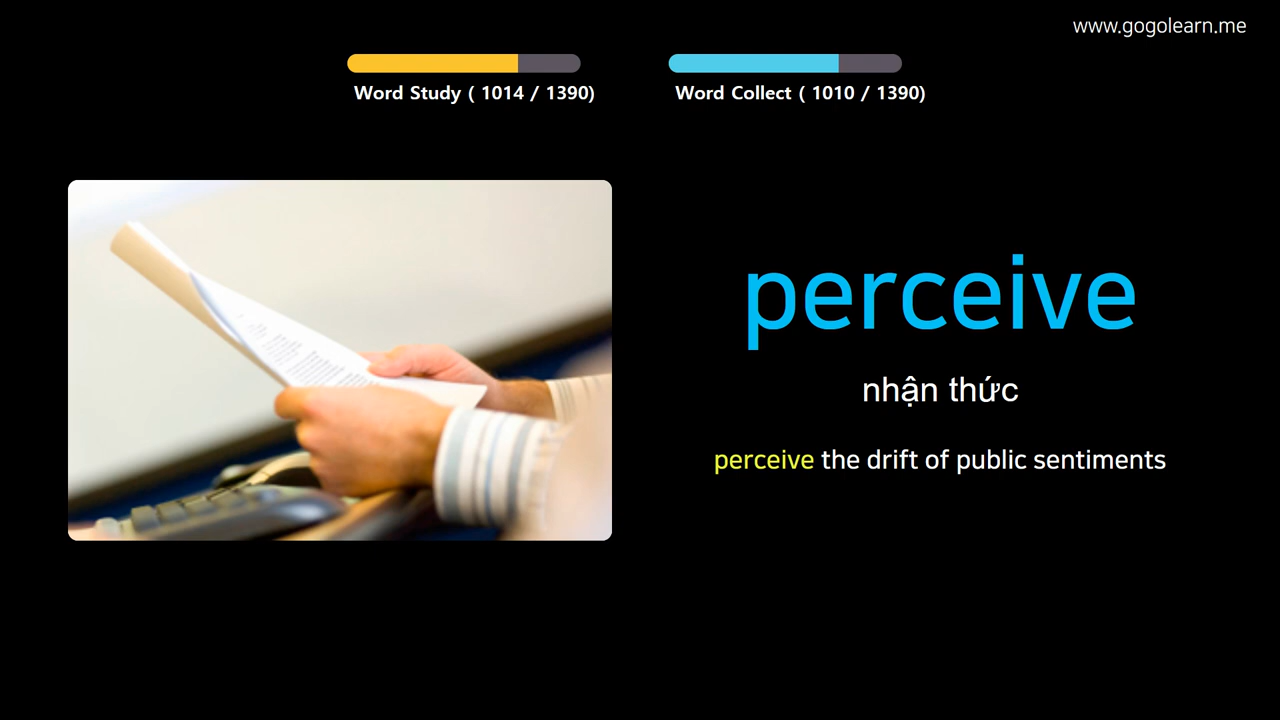 www.gogolearn.me
Word Study ( 1014 / 1390)
Word Collect ( 1010 / 1390)
perceive
nhận thức
perceive the drift of public sentiments